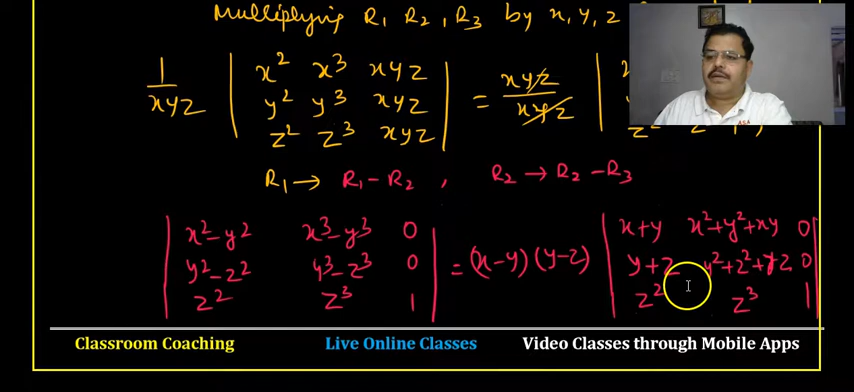 Multiplying R1 R2, R3 by x, y, z
1/xyz | x² x³ xyz | = xyz/xyz |
| y² y³ xyz |
| z² z³ xyz |
R1 → R1 − R2 , R2 → R2 − R3
| x²−y² x³−y³ 0 | = (x−y)(y−z) | x+y x²+y²+xy 0 |
| y²−z² y³−z³ 0 | | y+z y²+z²+yz 0 |
| z² z³ 1 | | z² z³ 1 |
Classroom Coaching Live Online Classes Video Classes through Mobile Apps